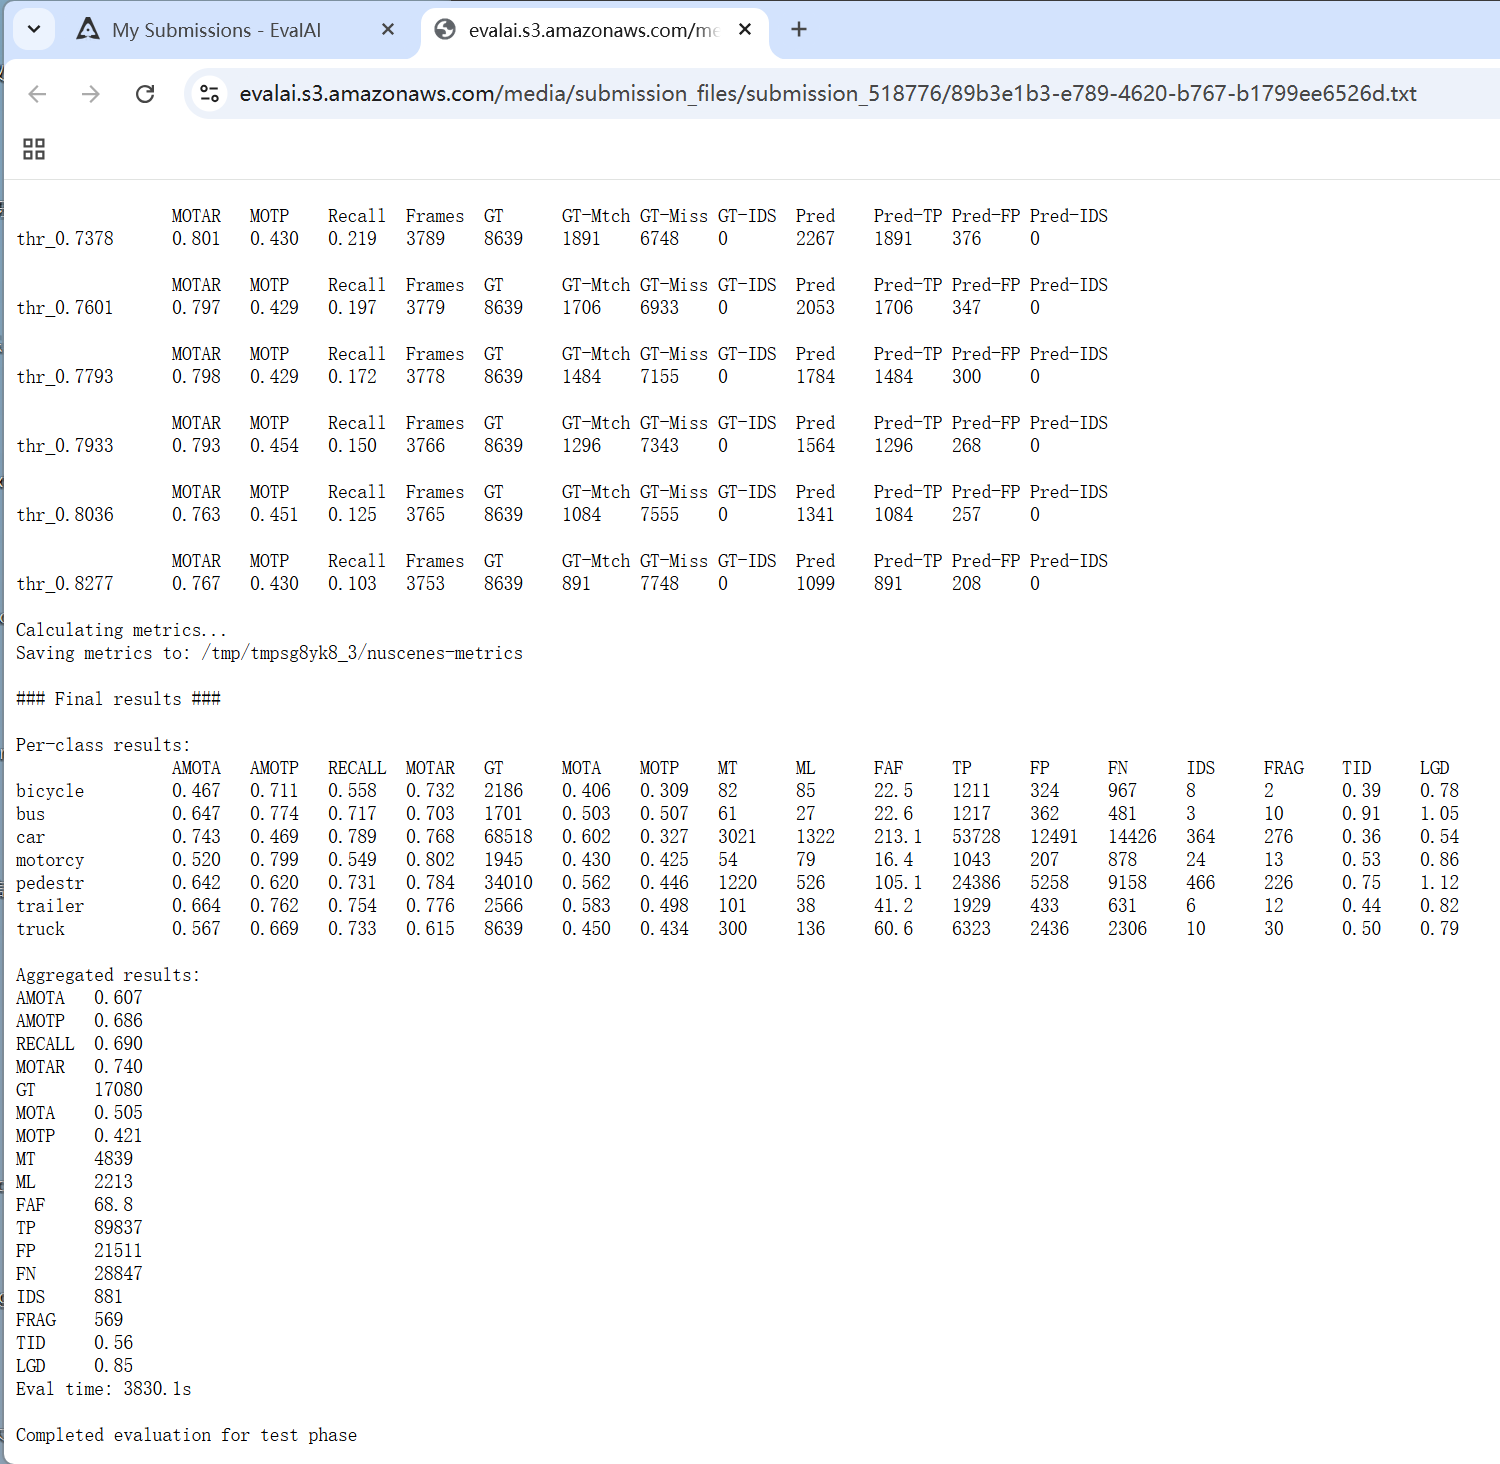 My Submissions - EvalAI
evalai.s3.amazonaws.com/me
evalai.s3.amazonaws.com/media/submission_files/submission_518776/89b3e1b3-e789-4620-b767-b1799ee6526d.txt
MOTAR MOTP Recall Frames GT GT-Mtch GT-Miss GT-IDS Pred Pred-TP Pred-FP Pred-IDS
thr_0.7378 0.801 0.430 0.219 3789 8639 1891 6748 0 2267 1891 376 0
MOTAR MOTP Recall Frames GT GT-Mtch GT-Miss GT-IDS Pred Pred-TP Pred-FP Pred-IDS
thr_0.7601 0.797 0.429 0.197 3779 8639 1706 6933 0 2053 1706 347 0
MOTAR MOTP Recall Frames GT GT-Mtch GT-Miss GT-IDS Pred Pred-TP Pred-FP Pred-IDS
thr_0.7793 0.798 0.429 0.172 3778 8639 1484 7155 0 1784 1484 300 0
MOTAR MOTP Recall Frames GT GT-Mtch GT-Miss GT-IDS Pred Pred-TP Pred-FP Pred-IDS
thr_0.7933 0.793 0.454 0.150 3766 8639 1296 7343 0 1564 1296 268 0
MOTAR MOTP Recall Frames GT GT-Mtch GT-Miss GT-IDS Pred Pred-TP Pred-FP Pred-IDS
thr_0.8036 0.763 0.451 0.125 3765 8639 1084 7555 0 1341 1084 257 0
MOTAR MOTP Recall Frames GT GT-Mtch GT-Miss GT-IDS Pred Pred-TP Pred-FP Pred-IDS
thr_0.8277 0.767 0.430 0.103 3753 8639 891 7748 0 1099 891 208 0
Calculating metrics...
Saving metrics to: /tmp/tmpsg8yk8_3/nuscenes-metrics
### Final results ###
Per-class results:
AMOTA AMOTP RECALL MOTAR GT MOTA MOTP MT ML FAF TP FP FN IDS FRAG TID LGD
bicycle 0.467 0.711 0.558 0.732 2186 0.406 0.309 82 85 22.5 1211 324 967 8 2 0.39 0.78
bus 0.647 0.774 0.717 0.703 1701 0.503 0.507 61 27 22.6 1217 362 481 3 10 0.91 1.05
car 0.743 0.469 0.789 0.768 68518 0.602 0.327 3021 1322 213.1 53728 12491 14426 364 276 0.36 0.54
motorcy 0.520 0.799 0.549 0.802 1945 0.430 0.425 54 79 16.4 1043 207 878 24 13 0.53 0.86
pedestr 0.642 0.620 0.731 0.784 34010 0.562 0.446 1220 526 105.1 24386 5258 9158 466 226 0.75 1.12
trailer 0.664 0.762 0.754 0.776 2566 0.583 0.498 101 38 41.2 1929 433 631 6 12 0.44 0.82
truck 0.567 0.669 0.733 0.615 8639 0.450 0.434 300 136 60.6 6323 2436 2306 10 30 0.50 0.79
Aggregated results:
AMOTA 0.607
AMOTP 0.686
RECALL 0.690
MOTAR 0.740
GT 17080
MOTA 0.505
MOTP 0.421
MT 4839
ML 2213
FAF 68.8
TP 89837
FP 21511
FN 28847
IDS 881
FRAG 569
TID 0.56
LGD 0.85
Eval time: 3830.1s
Completed evaluation for test phase